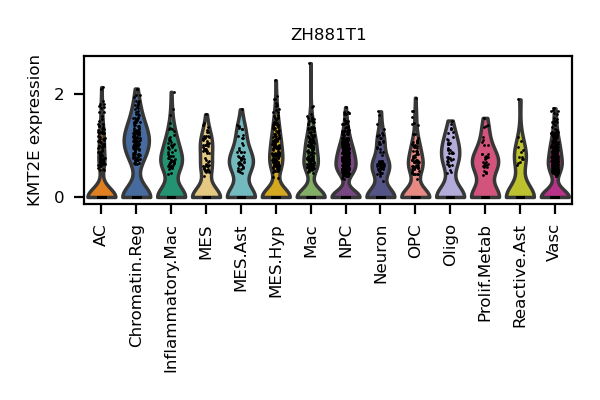 ZH881T1
KMT2E expression
2
0
AC
Chromatin.Reg
Inflammatory.Mac
MES
MES.Ast
MES.Hyp
Mac
NPC
Neuron
OPC
Oligo
Prolif.Metab
Reactive.Ast
Vasc